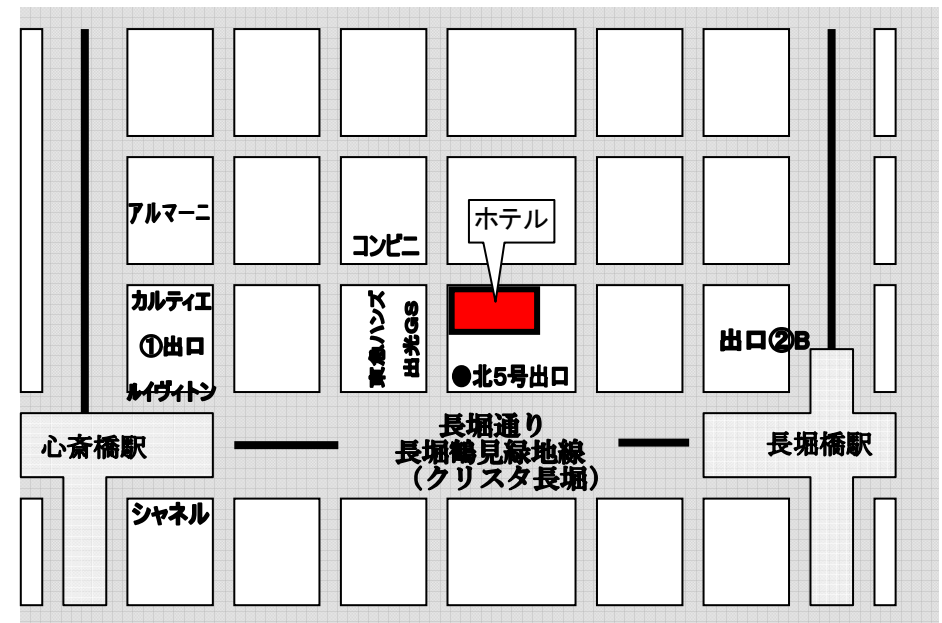 アルマーニ
コンビニ
ホテル
カルティエ
①出口
ルイヴィトン
東急ハンズ
出光GS
●北5号出口
出口②B
心斎橋駅
長堀通り
長堀鶴見緑地線
（クリスタ長堀）
長堀橋駅
シャネル